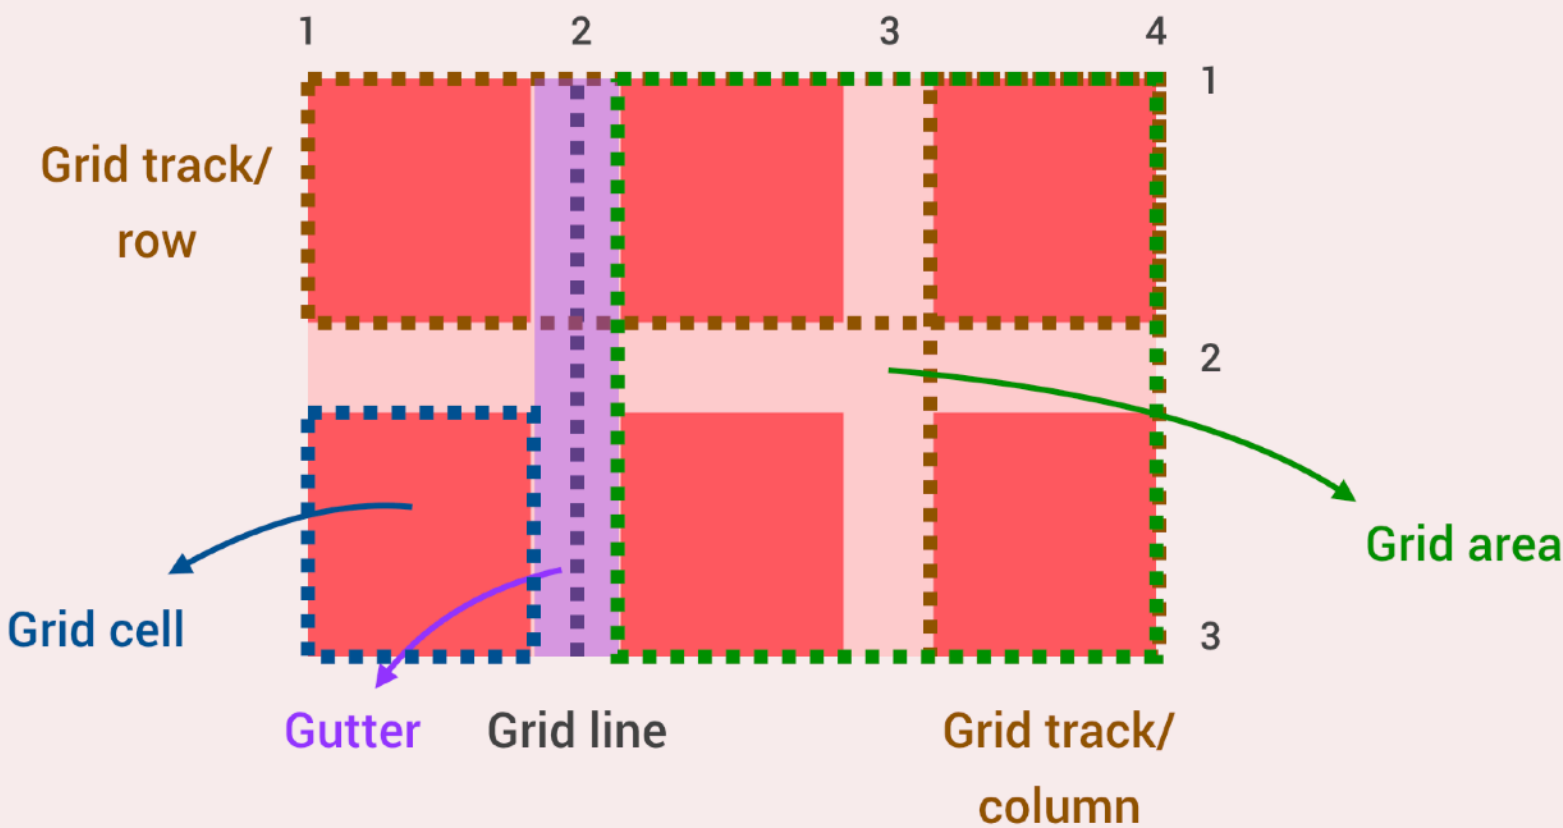 1 2 3 4
1
Grid track/
row
2
Grid area
Grid cell
3
Gutter
Grid line
Grid track/
column